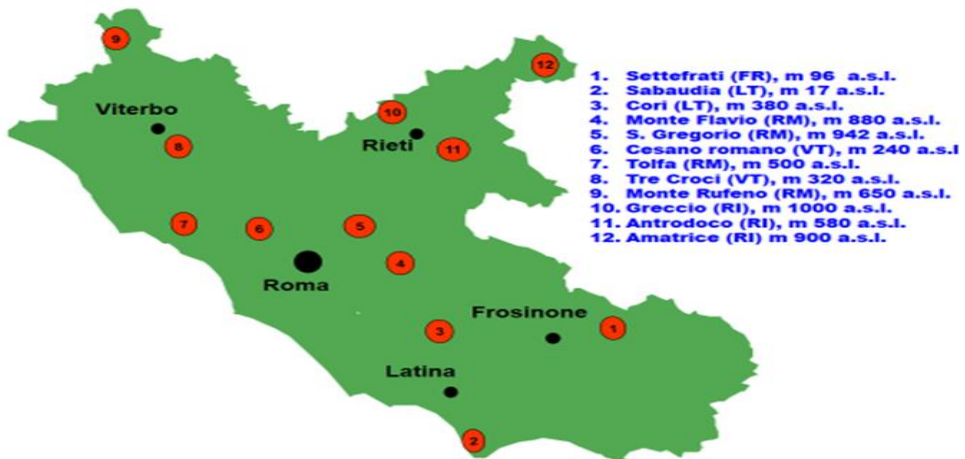 9
12
Viterbo
10
8
Rieti
11
7
6
5
4
Roma
Frosinone
3
1
Latina
2
1. Settefrati (FR), m 96 a.s.l.
2. Sabaudia (LT), m 17 a.s.l.
3. Cori (LT), m 380 a.s.l.
4. Monte Flavio (RM), m 880 a.s.l.
5. S. Gregorio (RM), m 942 a.s.l.
6. Cesano romano (VT), m 240 a.s.l
7. Tolfa (RM), m 500 a.s.l.
8. Tre Croci (VT), m 320 a.s.l.
9. Monte Rufeno (RM), m 650 a.s.l.
10. Greccio (RI), m 1000 a.s.l.
11. Antrodoco (RI), m 580 a.s.l.
12. Amatrice (RI) m 900 a.s.l.